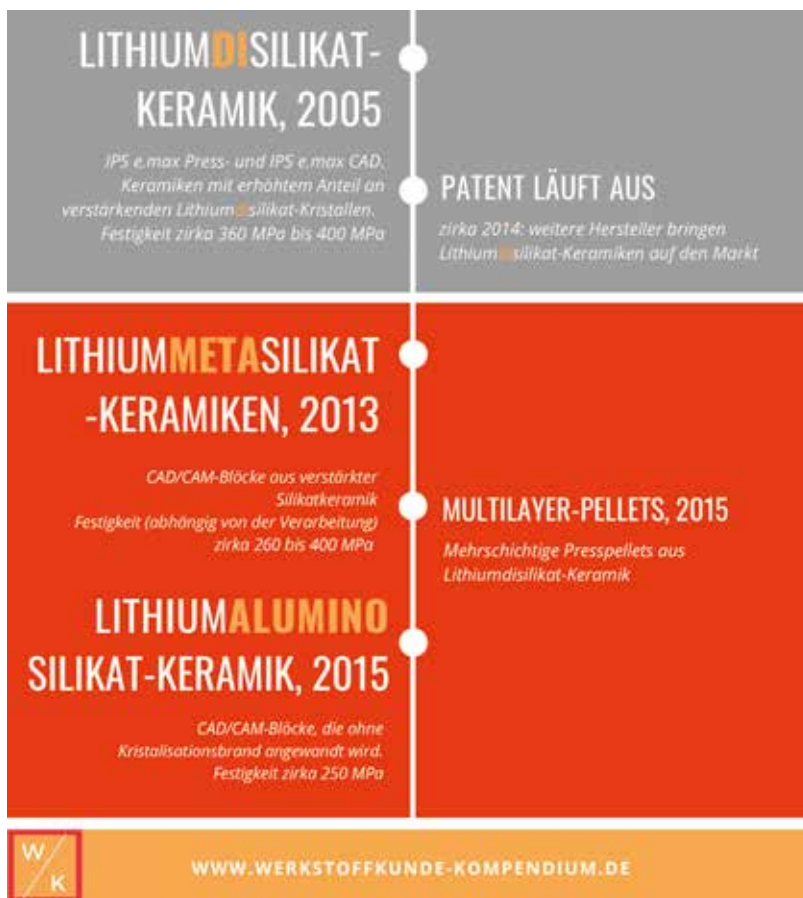 LITHIUMDISILIKAT-
KERAMIK, 2005
IPS e.max Press- und IPS e.max CAD.
Keramiken mit erhöhtem Anteil an
verstärkenden Lithiumdisilikat-Kristallen.
Festigkeit zirka 360 MPa bis 400 MPa
PATENT LÄUFT AUS
zirka 2014: weitere Hersteller bringen
Lithiumdisilikat-Keramiken auf den Markt
LITHIUMMETASILIKAT
-KERAMIKEN, 2013
CAD/CAM-Blöcke aus verstärkter
Silikatkeramik
Festigkeit (abhängig von der Verarbeitung)
zirka 260 bis 400 MPa
MULTILAYER-PELLETS, 2015
Mehrschichtige Presspellets aus
Lithiumdisilikat-Keramik
LITHIUMALUMINO
SILIKAT-KERAMIK, 2015
CAD/CAM-Blöcke, die ohne
Kristalisationsbrand angewandt wird.
Festigkeit zirka 250 MPa
W/K
WWW.WERKSTOFFKUNDE-KOMPENDIUM.DE